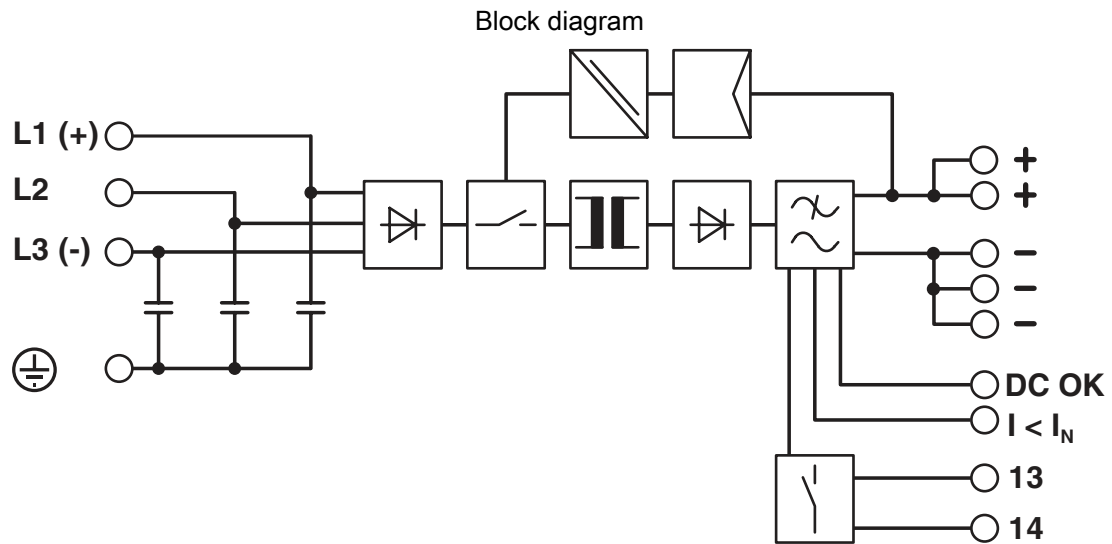 Block diagram
L1 (+)
L2
L3 (-)
+
+
−
−
−
DC OK
I < IN
13
14